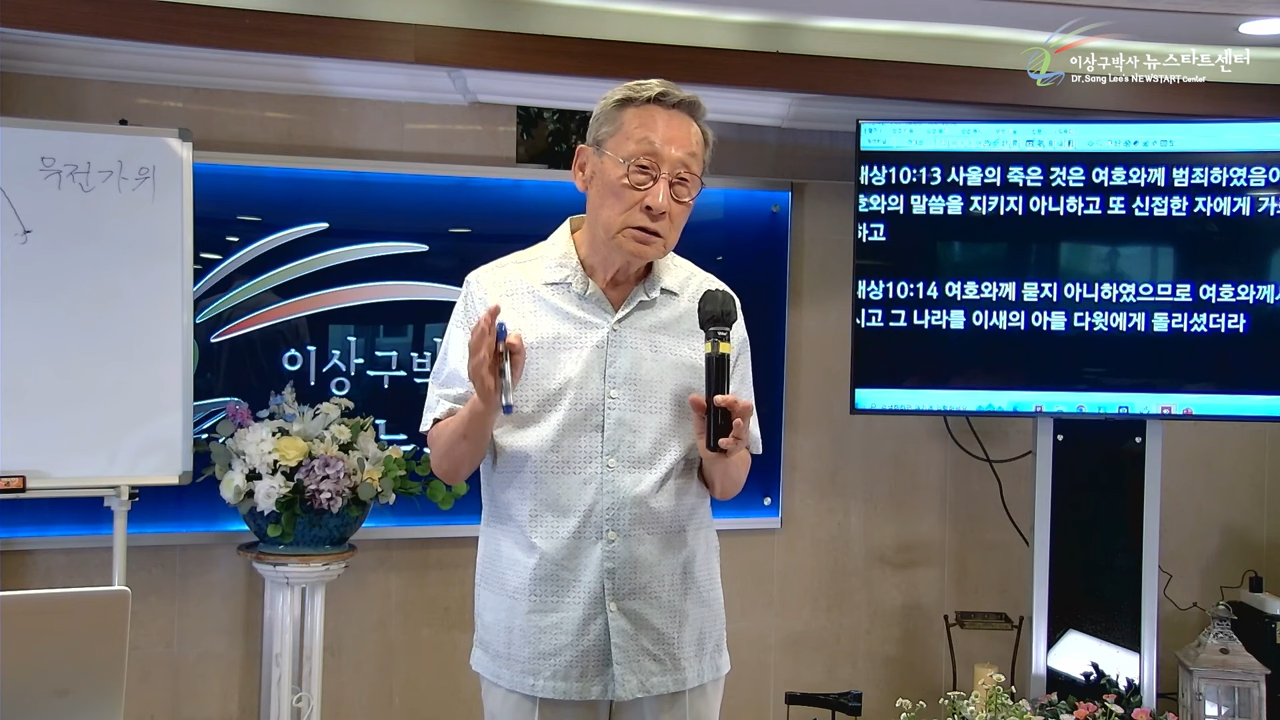 이상구박사 뉴스타트센터
Dr. Sang Lee's NEWSTART Center
유전가위
이상구박
뉴
대상10:13 사울의 죽은 것은 여호와께 범죄하였음이
호와의 말씀을 지키지 아니하고 또 신접한 자에게 가
하고
대상10:14 여호와께 묻지 아니하였으므로 여호와께서
시고 그 나라를 이새의 아들 다윗에게 돌리셨더라